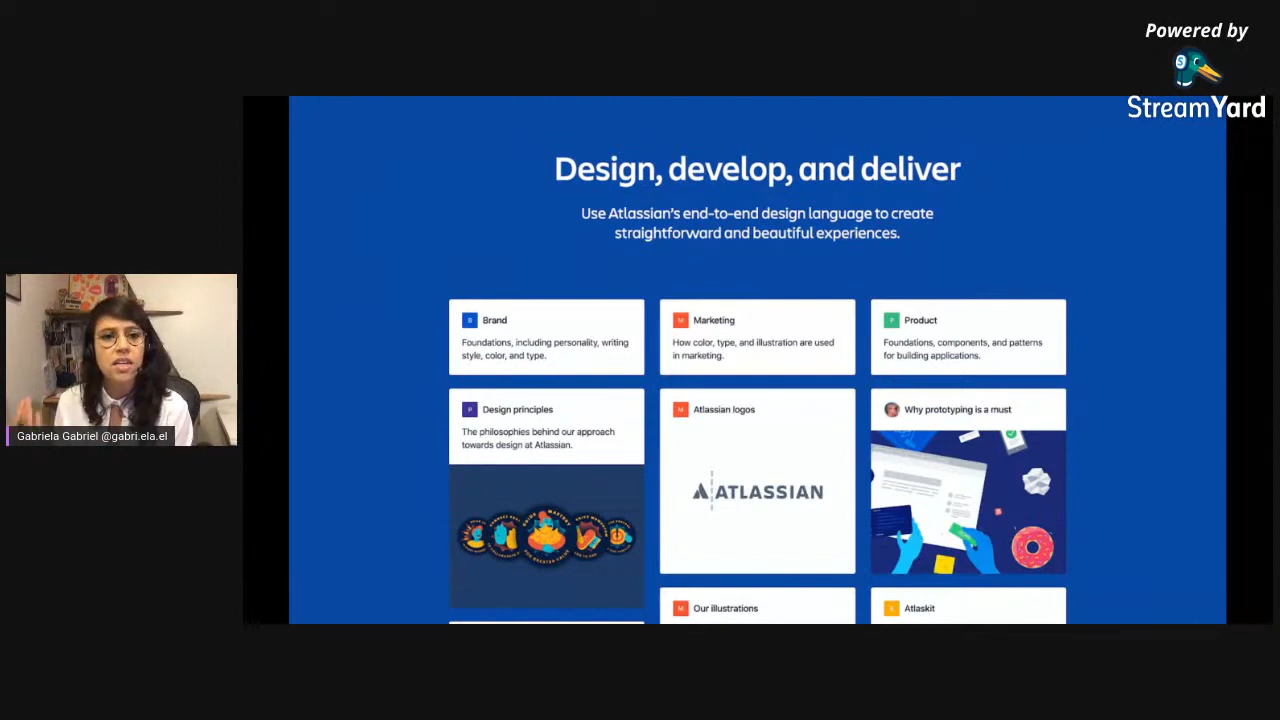 Powered by
StreamYard
Design, develop, and deliver
Use Atlassian's end-to-end design language to create
straightforward and beautiful experiences.
B Brand
Foundations, including personality, writing
style, color, and type.
M Marketing
How color, type, and illustration are used
in marketing.
P Product
Foundations, components, and patterns
for building applications.
P Design principles
The philosophies behind our approach
towards design at Atlassian.
M Atlassian logos
ATLASSIAN
Why prototyping is a must
M Our illustrations
Atlaskit
Gabriela Gabriel @gabri.ela.el